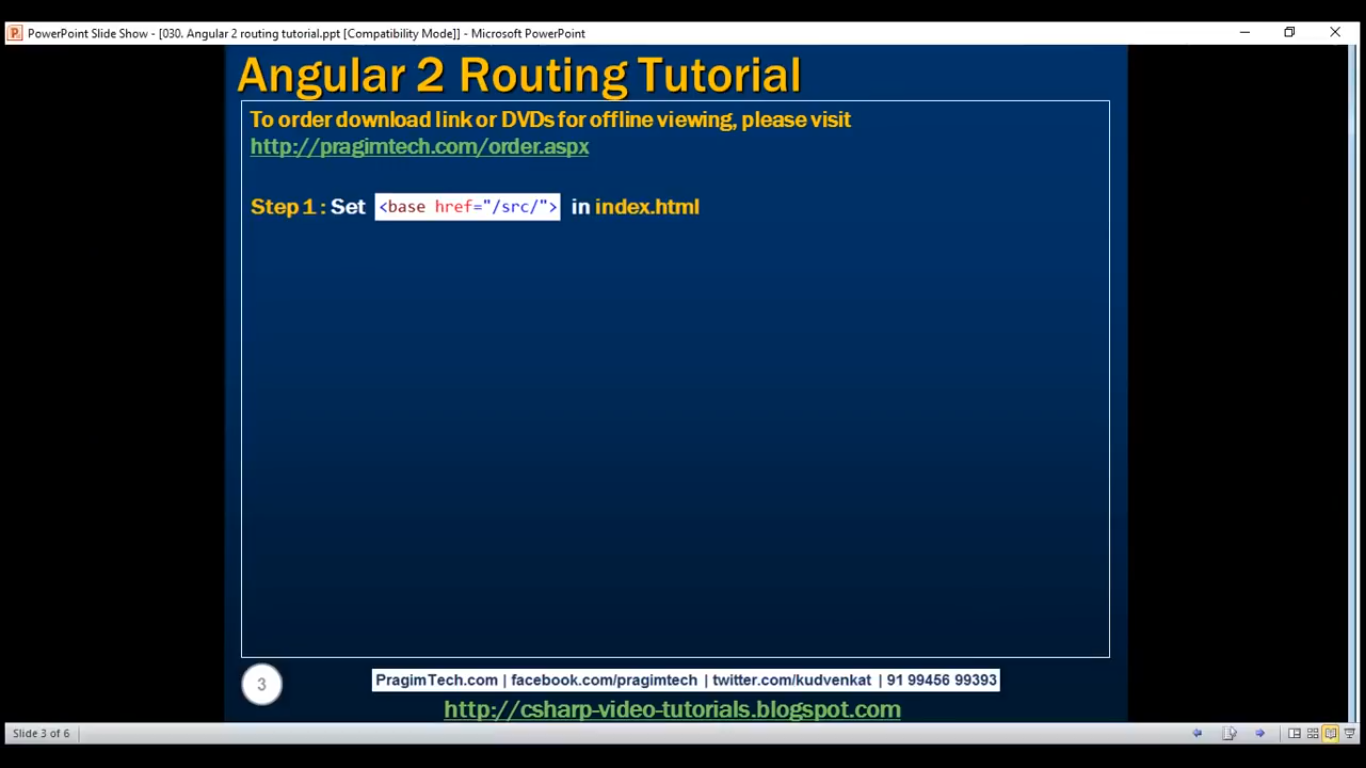 PowerPoint Slide Show - [030. Angular 2 routing tutorial.ppt [Compatibility Mode]] - Microsoft PowerPoint
Angular 2 Routing Tutorial
To order download link or DVDs for offline viewing, please visit
http://pragimtech.com/order.aspx
Step 1 : Set <base href="/src/"> in index.html
3
PragimTech.com | facebook.com/pragimtech | twitter.com/kudvenkat | 91 99456 99393
http://csharp-video-tutorials.blogspot.com
Slide 3 of 6